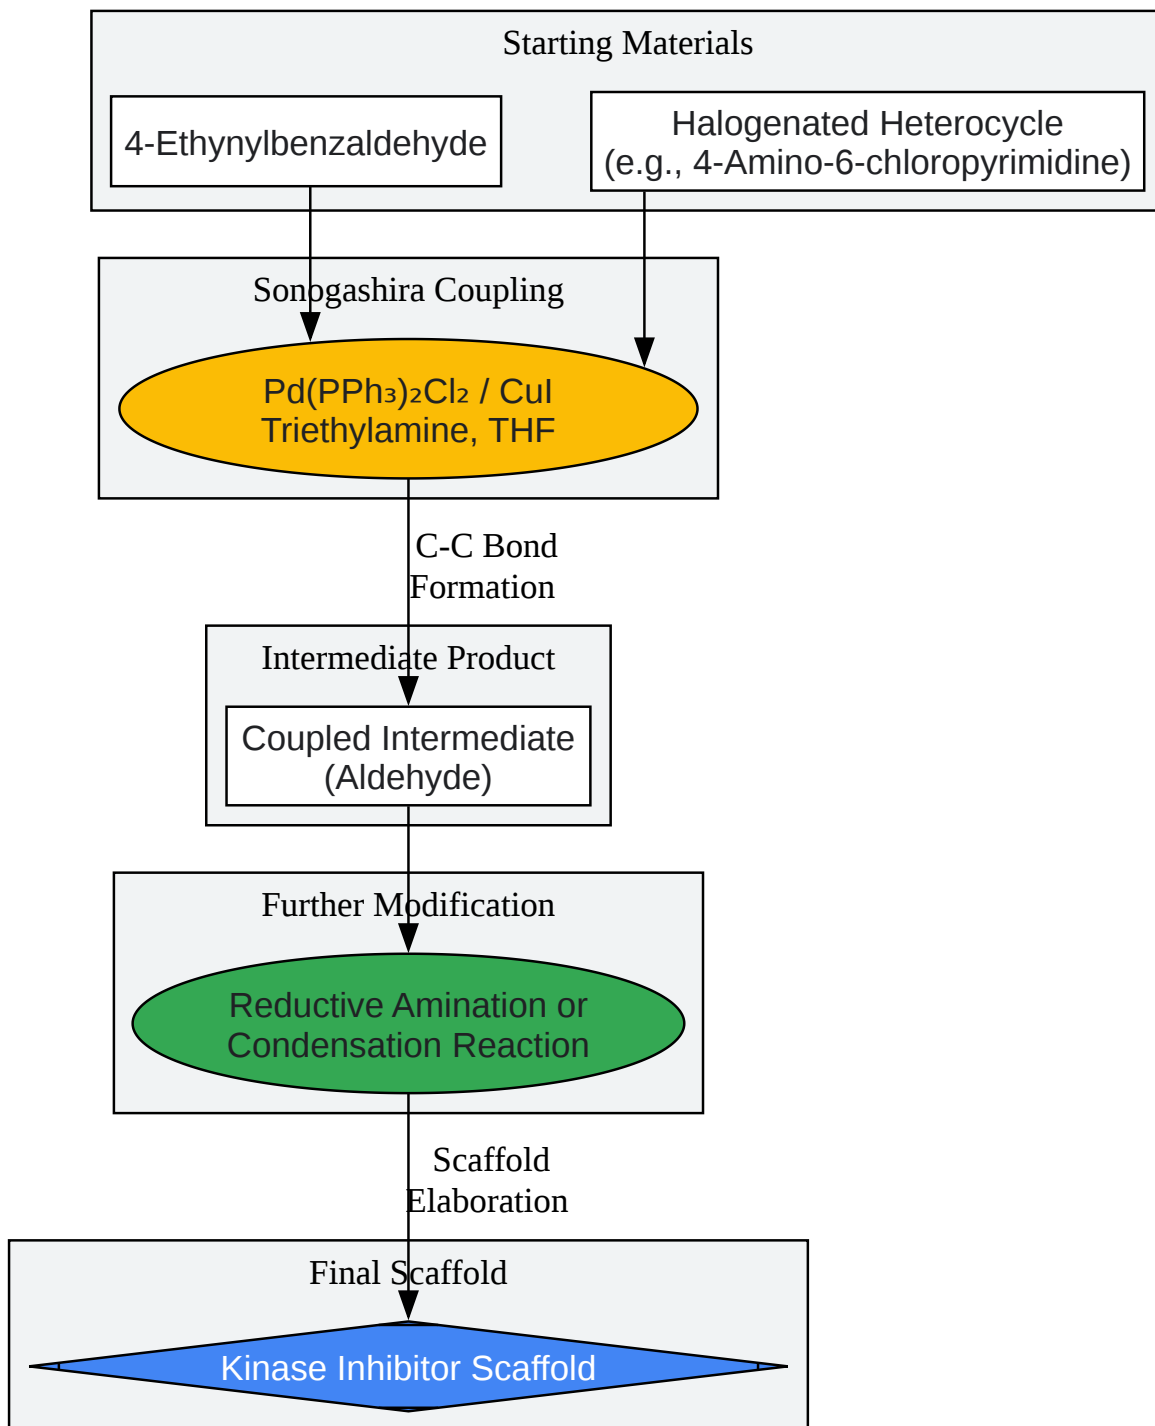 Starting Materials
4-Ethynylbenzaldehyde
Halogenated Heterocycle
(e.g., 4-Amino-6-chloropyrimidine)
Sonogashira Coupling
Pd(PPh₃)₂Cl₂ / CuI
Triethylamine, THF
C-C Bond
Formation
Intermediate Product
Coupled Intermediate
(Aldehyde)
Further Modification
Reductive Amination or
Condensation Reaction
Scaffold
Elaboration
Final Scaffold
Kinase Inhibitor Scaffold